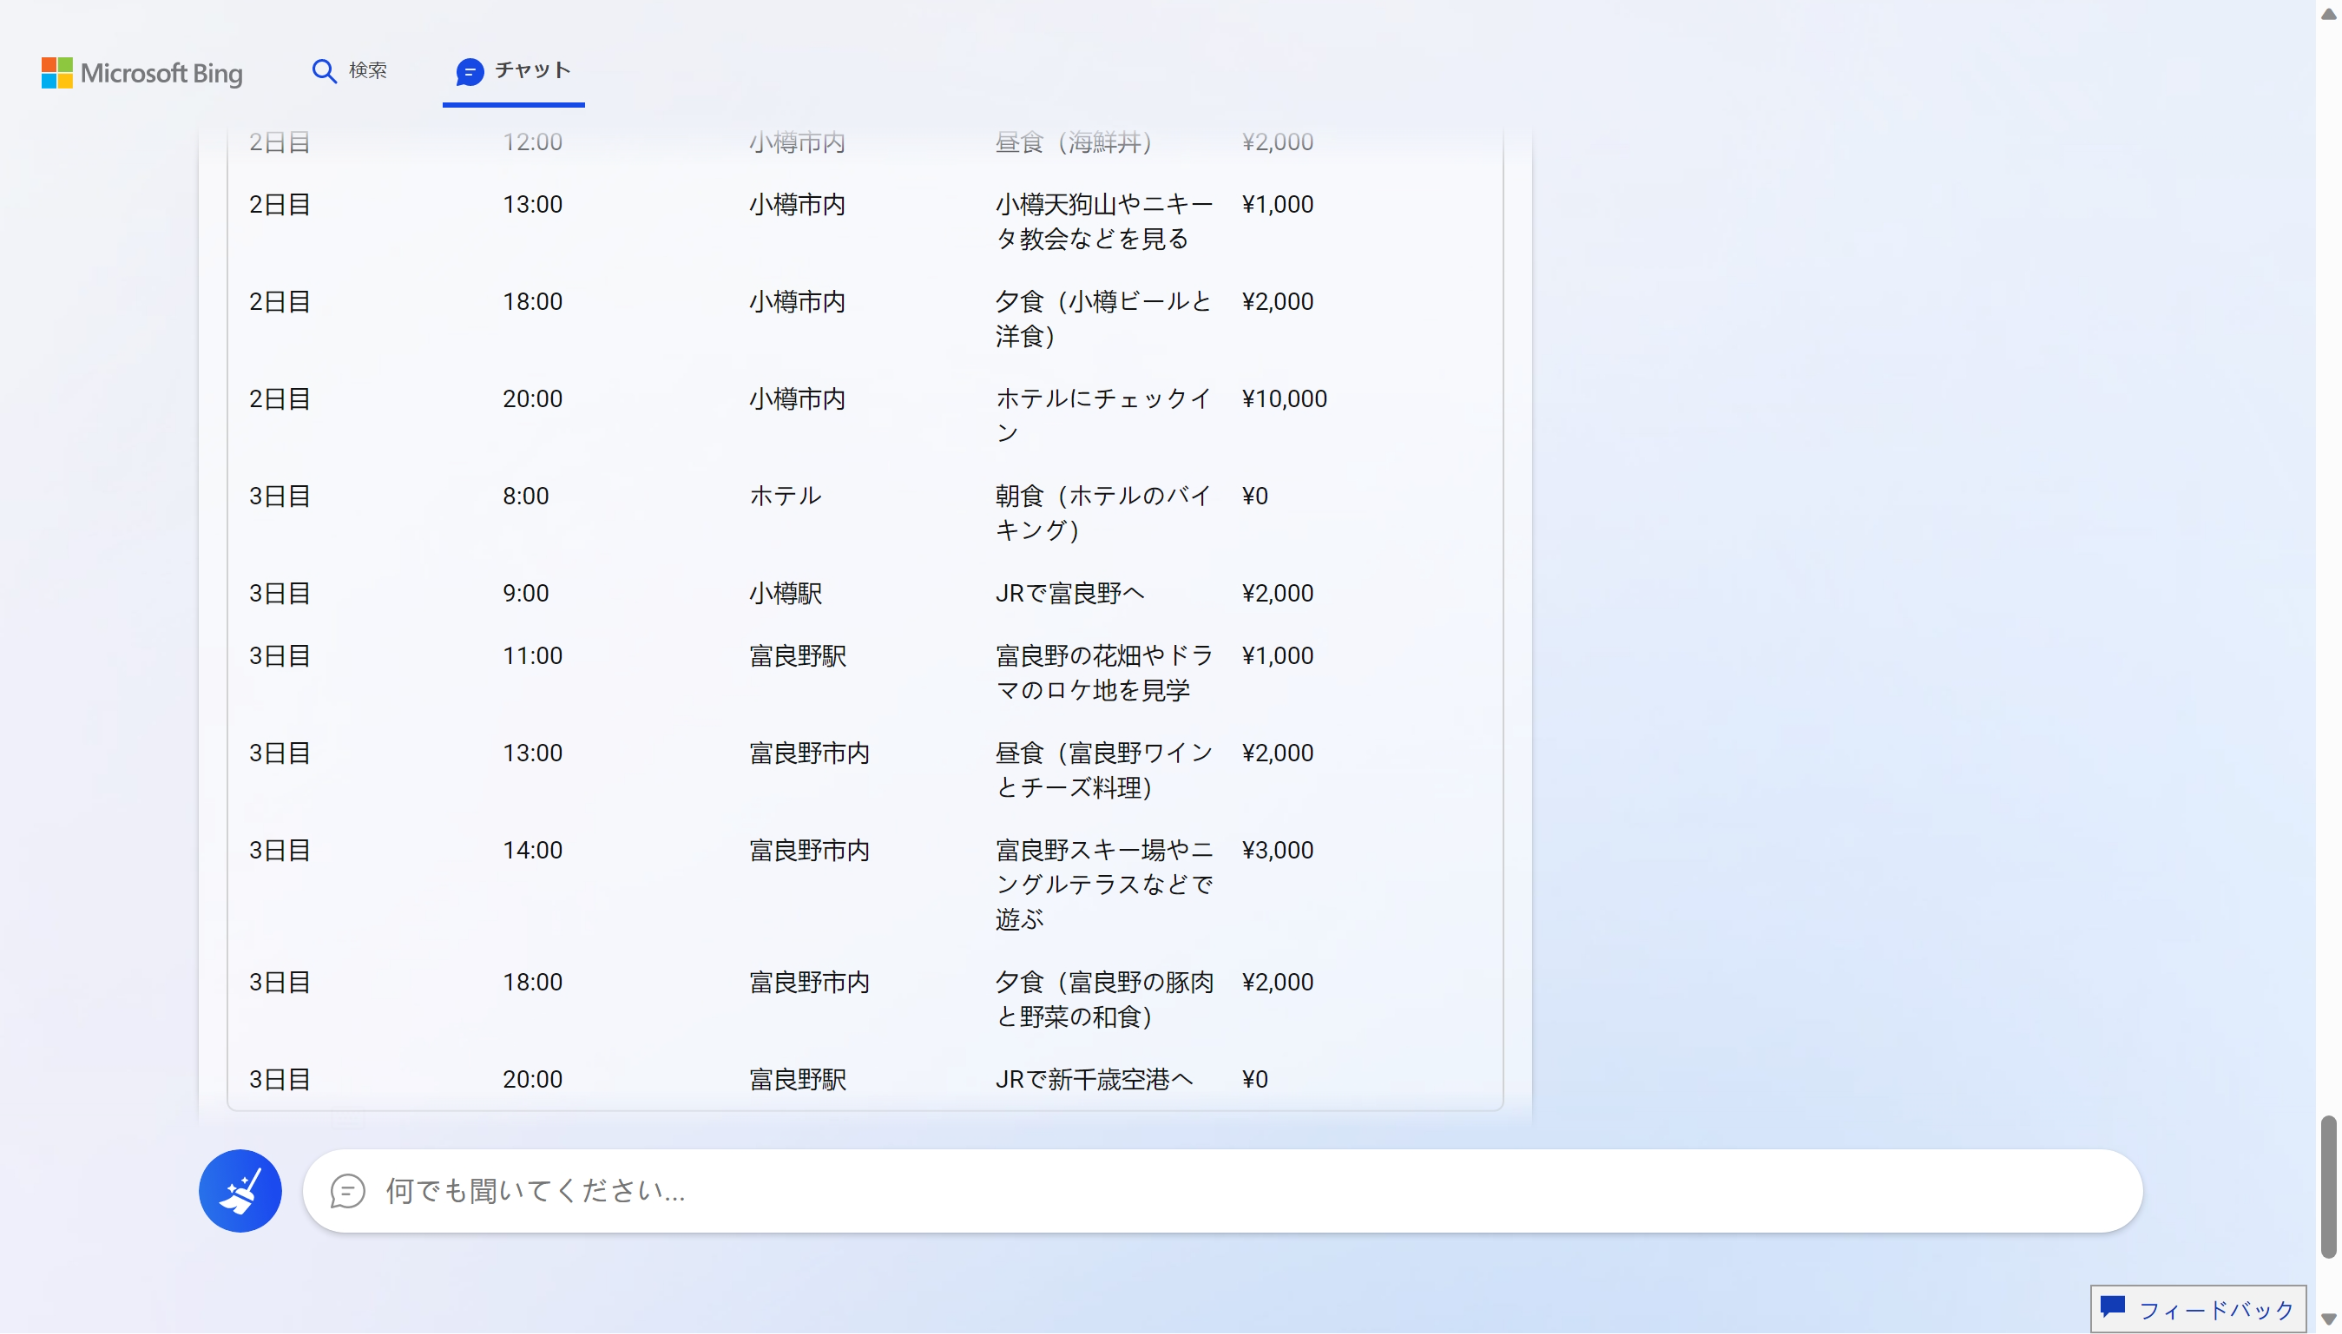 Microsoft Bing
検索
チャット
2日目 12:00 小樽市内 昼食（海鮮丼） ¥2,000
2日目 13:00 小樽市内 小樽天狗山やニキー ¥1,000
タ教会などを見る
2日目 18:00 小樽市内 夕食（小樽ビールと ¥2,000
洋食）
2日目 20:00 小樽市内 ホテルにチェックイ ¥10,000
ン
3日目 8:00 ホテル 朝食（ホテルのバイ ¥0
キング）
3日目 9:00 小樽駅 JRで富良野へ ¥2,000
3日目 11:00 富良野駅 富良野の花畑やドラ ¥1,000
マのロケ地を見学
3日目 13:00 富良野市内 昼食（富良野ワイン ¥2,000
とチーズ料理）
3日目 14:00 富良野市内 富良野スキー場やニ ¥3,000
ングルテラスなどで
遊ぶ
3日目 18:00 富良野市内 夕食（富良野の豚肉 ¥2,000
と野菜の和食）
3日目 20:00 富良野駅 JRで新千歳空港へ ¥0
何でも聞いてください...
フィードバック